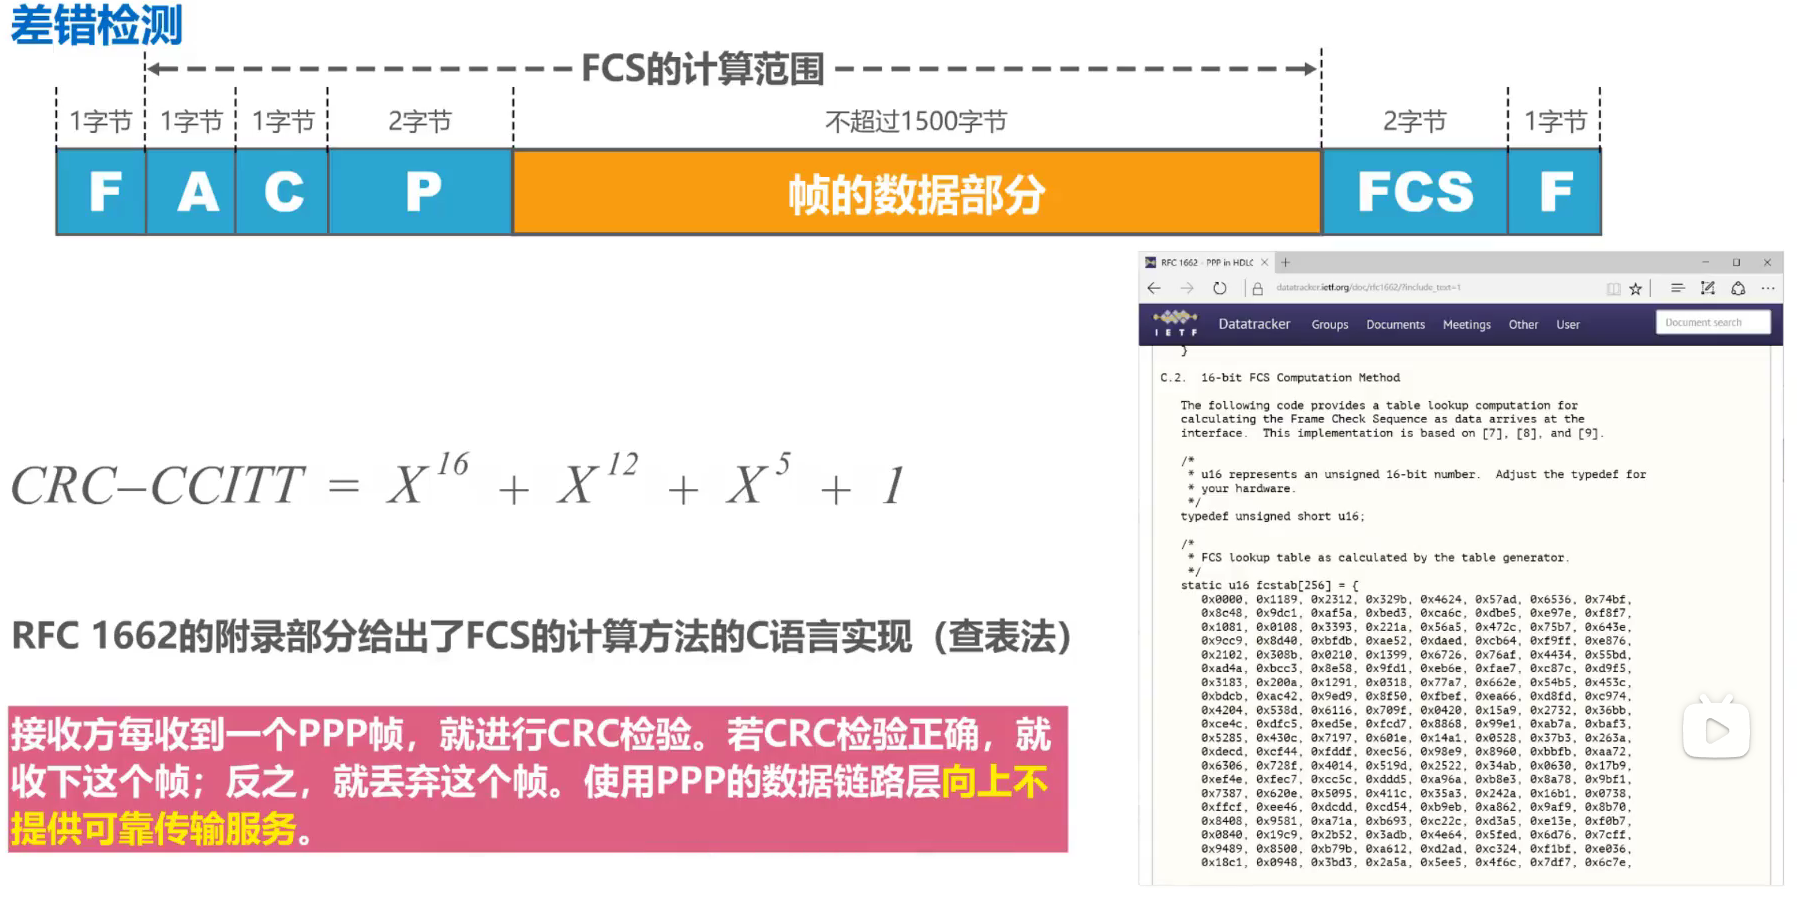 差错检测
FCS的计算范围
1字节 1字节 1字节 2字节 不超过1500字节 2字节 1字节
F A C P 帧的数据部分 FCS F
CRC–CCITT = X^16 + X^12 + X^5 + 1
RFC 1662的附录部分给出了FCS的计算方法的C语言实现（查表法）
接收方每收到一个PPP帧，就进行CRC检验。若CRC检验正确，就
收下这个帧；反之，就丢弃这个帧。使用PPP的数据链路层向上不
提供可靠传输服务。
RFC 1662 - PPP in HDLC
datatracker.ietf.org/doc/rfc1662/?include_text=1
IETF Datatracker Groups Documents Meetings Other User Document search
}
C.2. 16-bit FCS Computation Method
The following code provides a table lookup computation for
calculating the Frame Check Sequence as data arrives at the
interface. This implementation is based on [7], [8], and [9].
/*
* u16 represents an unsigned 16-bit number. Adjust the typedef for
* your hardware.
*/
typedef unsigned short u16;
/*
* FCS lookup table as calculated by the table generator.
*/
static u16 fcstab[256] = {
0x0000, 0x1189, 0x2312, 0x329b, 0x4624, 0x57ad, 0x6536, 0x74bf,
0x8c48, 0x9dc1, 0xaf5a, 0xbed3, 0xca6c, 0xdbe5, 0xe97e, 0xf8f7,
0x1081, 0x0108, 0x3393, 0x221a, 0x56a5, 0x472c, 0x75b7, 0x643e,
0x9cc9, 0x8d40, 0xbfdb, 0xae52, 0xdaed, 0xcb64, 0xf9ff, 0xe876,
0x2102, 0x308b, 0x0210, 0x1399, 0x6726, 0x76af, 0x4434, 0x55bd,
0xad4a, 0xbcc3, 0x8e58, 0x9fd1, 0xeb6e, 0xfae7, 0xc87c, 0xd9f5,
0x3183, 0x200a, 0x1291, 0x0318, 0x77a7, 0x662e, 0x54b5, 0x453c,
0xbdcb, 0xac42, 0x9ed9, 0x8f50, 0xfbef, 0xea66, 0xd8fd, 0xc974,
0x4204, 0x538d, 0x6116, 0x709f, 0x0420, 0x15a9, 0x2732, 0x36bb,
0xce4c, 0xdfc5, 0xed5e, 0xfcd7, 0x8868, 0x99e1, 0xab7a, 0xbaf3,
0x5285, 0x430c, 0x7197, 0x601e, 0x14a1, 0x0528, 0x37b3, 0x263a,
0xdecd, 0xcf44, 0xfddf, 0xec56, 0x98e9, 0x8960, 0xbbfb, 0xaa72,
0x6306, 0x728f, 0x4014, 0x519d, 0x2522, 0x34ab, 0x0630, 0x17b9,
0xef4e, 0xfec7, 0xcc5c, 0xddd5, 0xa96a, 0xb8e3, 0x8a78, 0x9bf1,
0x7387, 0x620e, 0x5095, 0x411c, 0x35a3, 0x242a, 0x16b1, 0x0738,
0xffcf, 0xee46, 0xdcdd, 0xcd54, 0xb9eb, 0xa862, 0x9af9, 0x8b70,
0x8408, 0x9581, 0xa71a, 0xb693, 0xc22c, 0xd3a5, 0xe13e, 0xf0b7,
0x0840, 0x19c9, 0x2b52, 0x3adb, 0x4e64, 0x5fed, 0x6d76, 0x7cff,
0x9489, 0x8500, 0xb79b, 0xa612, 0xd2ad, 0xc324, 0xf1bf, 0xe036,
0x18c1, 0x0948, 0x3bd3, 0x2a5a, 0x5ee5, 0x4f6c, 0x7df7, 0x6c7e,